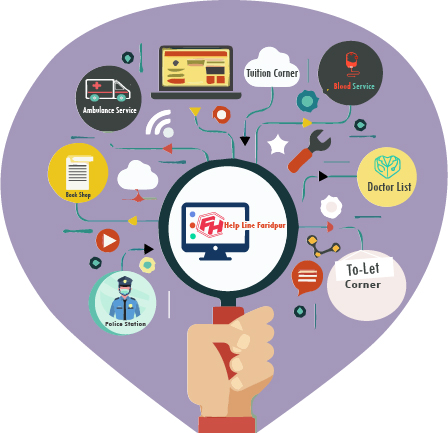 Tuition Corner
Blood Service
Ambulance Service
Book Shop
Doctor List
FH Help Line Faridpur
To-Let
Corner
Police Station